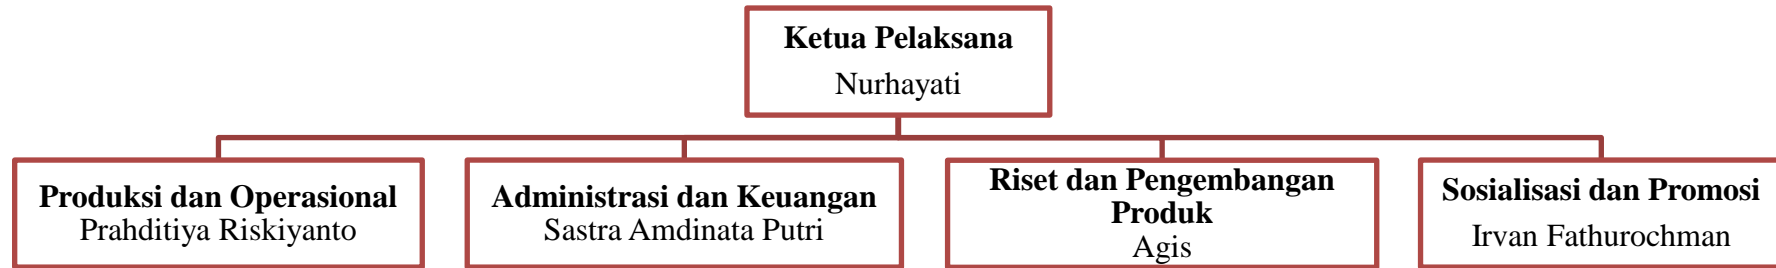 Ketua Pelaksana
Nurhayati
Produksi dan Operasional
Prahditiya Riskiyanto
Administrasi dan Keuangan
Sastra Amdinata Putri
Riset dan Pengembangan
Produk
Agis
Sosialisasi dan Promosi
Irvan Fathurochman